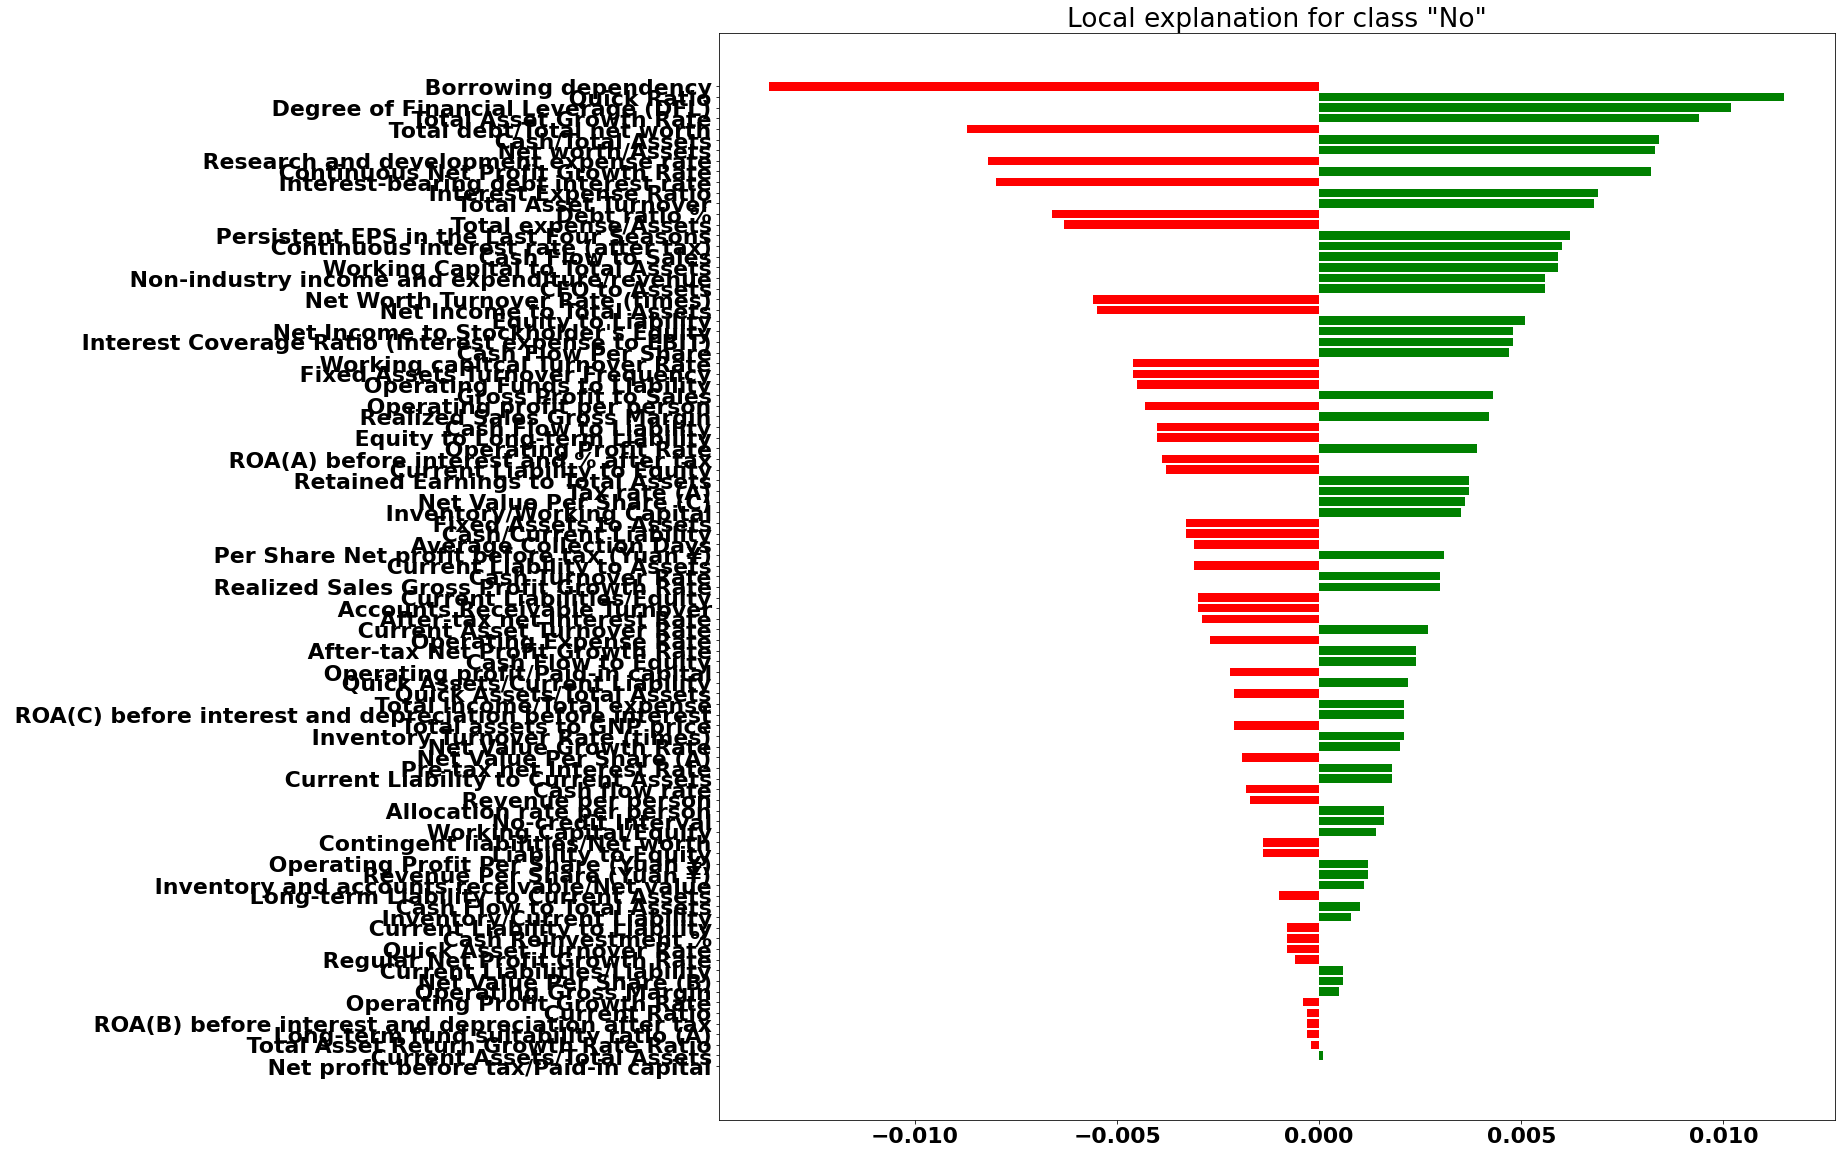 Local explanation for class "No"
Borrowing dependency
Quick Ratio
Degree of Financial Leverage (DFL)
Total Asset Growth Rate
Total debt/Total net worth
Cash/Total Assets
Net worth/Assets
Research and development expense rate
Continuous Net Profit Growth Rate
Interest-bearing debt interest rate
Interest Expense Ratio
Total Asset Turnover
Debt ratio %
Total expense/Assets
Persistent EPS in the Last Four Seasons
Continuous interest rate (after tax)
Cash Flow to Sales
Working Capital to Total Assets
Non-industry income and expenditure/revenue
CFO to Assets
Net Worth Turnover Rate (times)
Net Income to Total Assets
Equity to Liability
Net Income to Stockholder's Equity
Interest Coverage Ratio (Interest expense to EBIT)
Cash Flow Per Share
Working capitcal Turnover Rate
Fixed Assets Turnover Frequency
Operating Funds to Liability
Gross Profit to Sales
Operating profit per person
Realized Sales Gross Margin
Cash Flow to Liability
Equity to Long-term Liability
Operating Profit Rate
ROA(A) before interest and % after tax
Current Liability to Equity
Retained Earnings to Total Assets
Tax rate (A)
Net Value Per Share (C)
Inventory/Working Capital
Fixed Assets to Assets
Cash/Current Liability
Average Collection Days
Per Share Net profit before tax (Yuan ¥)
Current Liability to Assets
Cash Turnover Rate
Realized Sales Gross Profit Growth Rate
Current Liabilities/Equity
Accounts Receivable Turnover
After-tax net Interest Rate
Current Asset Turnover Rate
Operating Expense Rate
After-tax Net Profit Growth Rate
Cash Flow to Equity
Operating profit/Paid-in capital
Quick Assets/Current Liability
Quick Assets/Total Assets
Total income/Total expense
ROA(C) before interest and depreciation before interest
Total assets to GNP price
Inventory Turnover Rate (times)
Net Value Growth Rate
Net Value Per Share (A)
Pre-tax net Interest Rate
Current Liability to Current Assets
Cash flow rate
Revenue per person
Allocation rate per person
No-credit Interval
Working Capital/Equity
Contingent liabilities/Net worth
Liability to Equity
Operating Profit Per Share (Yuan ¥)
Revenue Per Share (Yuan ¥)
Inventory and accounts receivable/Net value
Long-term Liability to Current Assets
Cash Flow to Total Assets
Inventory/Current Liability
Current Liability to Liability
Cash Reinvestment %
Quick Asset Turnover Rate
Regular Net Profit Growth Rate
Current Liabilities/Liability
Net Value Per Share (B)
Operating Gross Margin
Operating Profit Growth Rate
Current Ratio
ROA(B) before interest and depreciation after tax
Long-term fund suitability ratio (A)
Total Asset Return Growth Rate Ratio
Current Assets/Total Assets
Net profit before tax/Paid-in capital
−0.010 −0.005 0.000 0.005 0.010